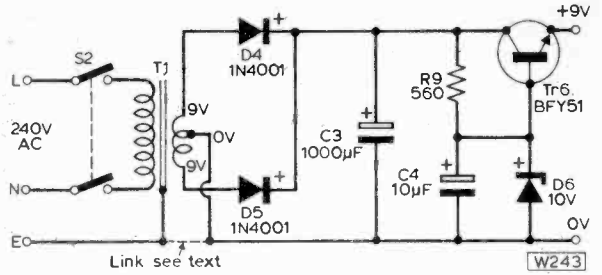 S2
L
240V
AC
N
E
T1
9V
0V
9V
D4
1N4001
D5
1N4001
Link see text
C3
1000µF
+
R9
560
+
C4
10µF
+
D6
10V
Tr6
BFY51
+9V
0V
+
+
W243